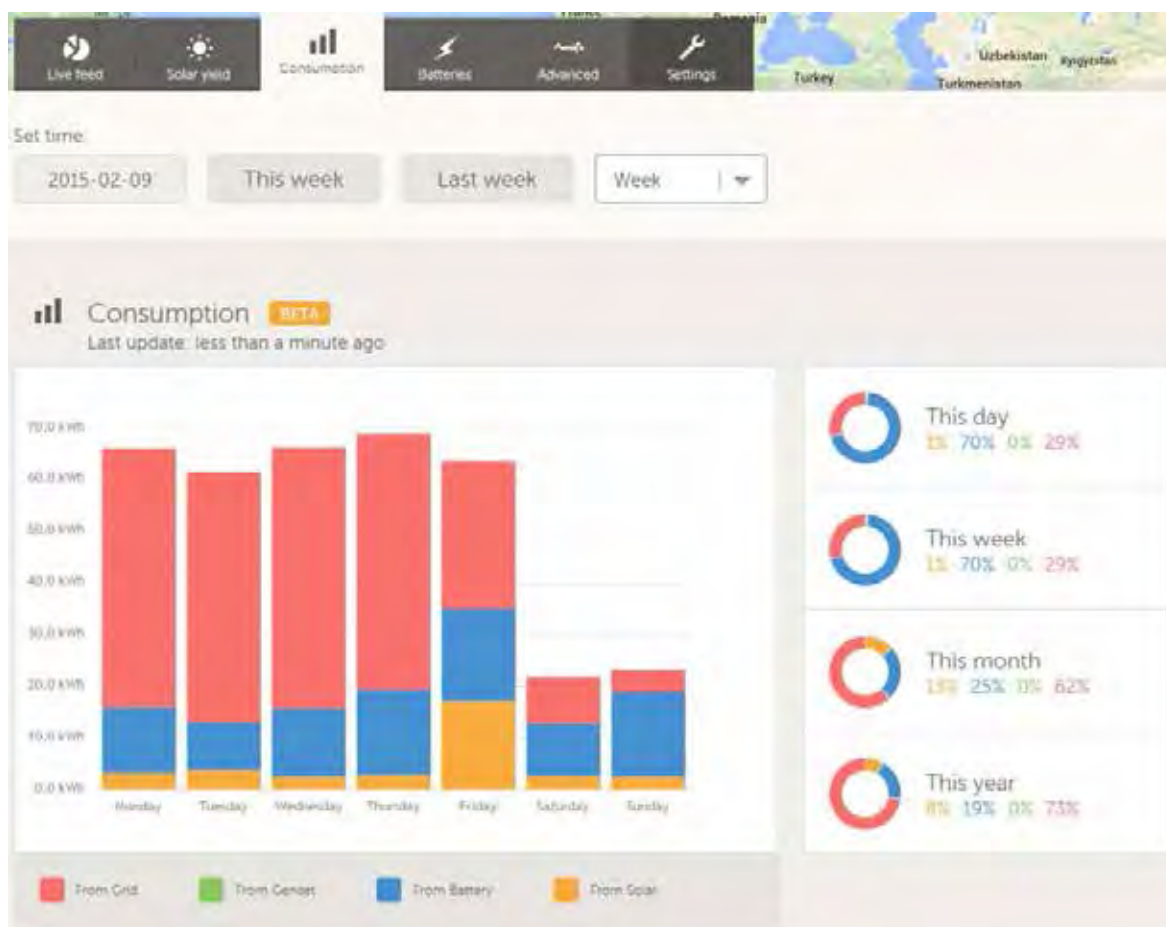 Romania
Live feed
Solar yield
Consumption
Batteries
Advanced
Settings
Turkey
Uzbekistan
Kyrgyzstan
Turkmenistan
Set time:
2015-02-09
This week
Last week
Week
Consumption BETA
Last update: less than a minute ago
70.0 kWh
60.0 kWh
50.0 kWh
40.0 kWh
30.0 kWh
20.0 kWh
10.0 kWh
0.0 kWh
Monday
Tuesday
Wednesday
Thursday
Friday
Saturday
Sunday
From Grid
From Genset
From Battery
From Solar
This day
1% 70% 0% 29%
This week
1% 70% 0% 29%
This month
13% 25% 0% 62%
This year
8% 19% 0% 73%